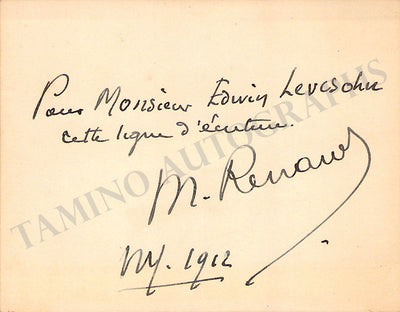 Pour Monsieur Edwin Levesohn
cette ligne d'écriture.
M. Renaud
NY. 1912
TAMINO AUTOGRAPHS